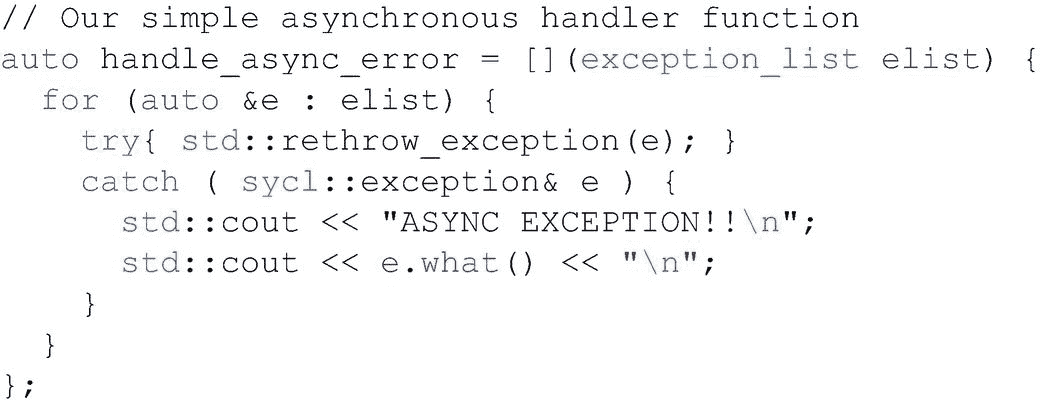 // Our simple asynchronous handler function
auto handle_async_error = [](exception_list elist) {
  for (auto &e : elist) {
    try{ std::rethrow_exception(e); }
    catch ( sycl::exception& e ) {
      std::cout << "ASYNC EXCEPTION!!\n";
      std::cout << e.what() << "\n";
    }
  }
};